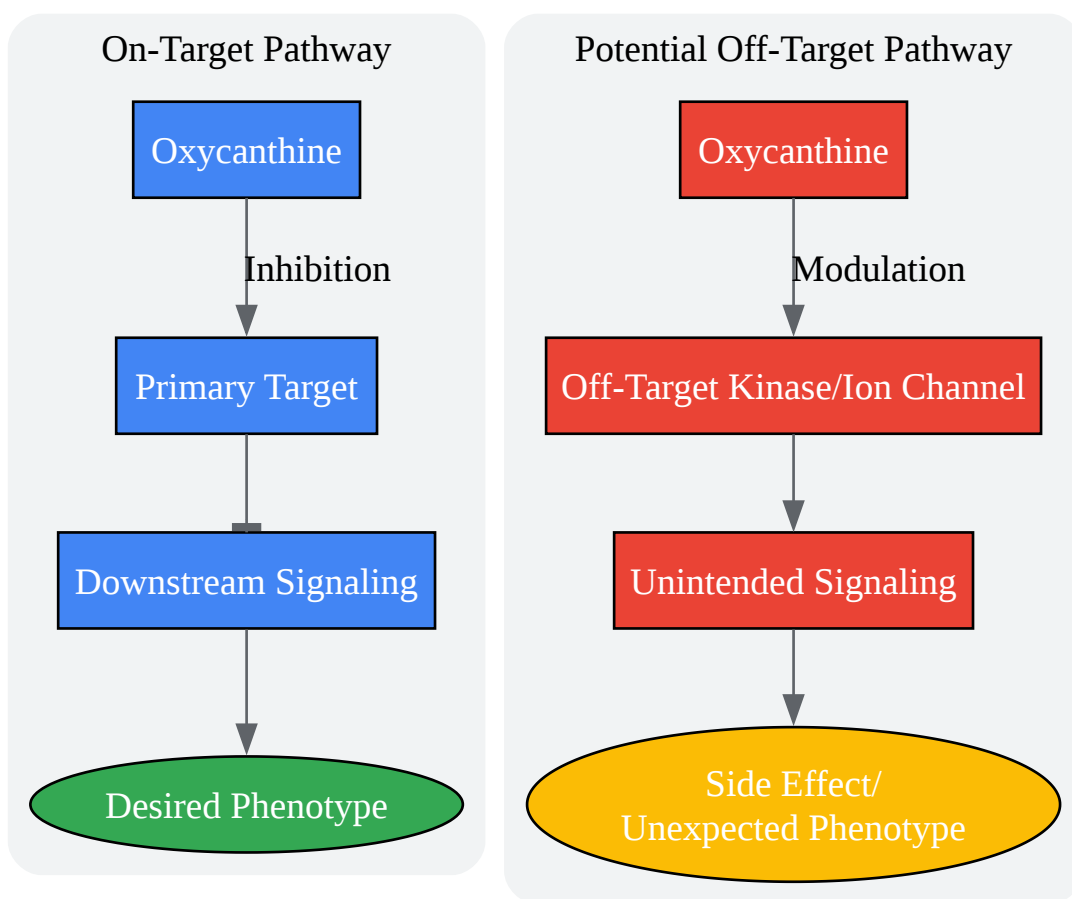 On-Target Pathway
Oxycanthine
Inhibition
Primary Target
Downstream Signaling
Desired Phenotype
Potential Off-Target Pathway
Oxycanthine
Modulation
Off-Target Kinase/Ion Channel
Unintended Signaling
Side Effect/
Unexpected Phenotype